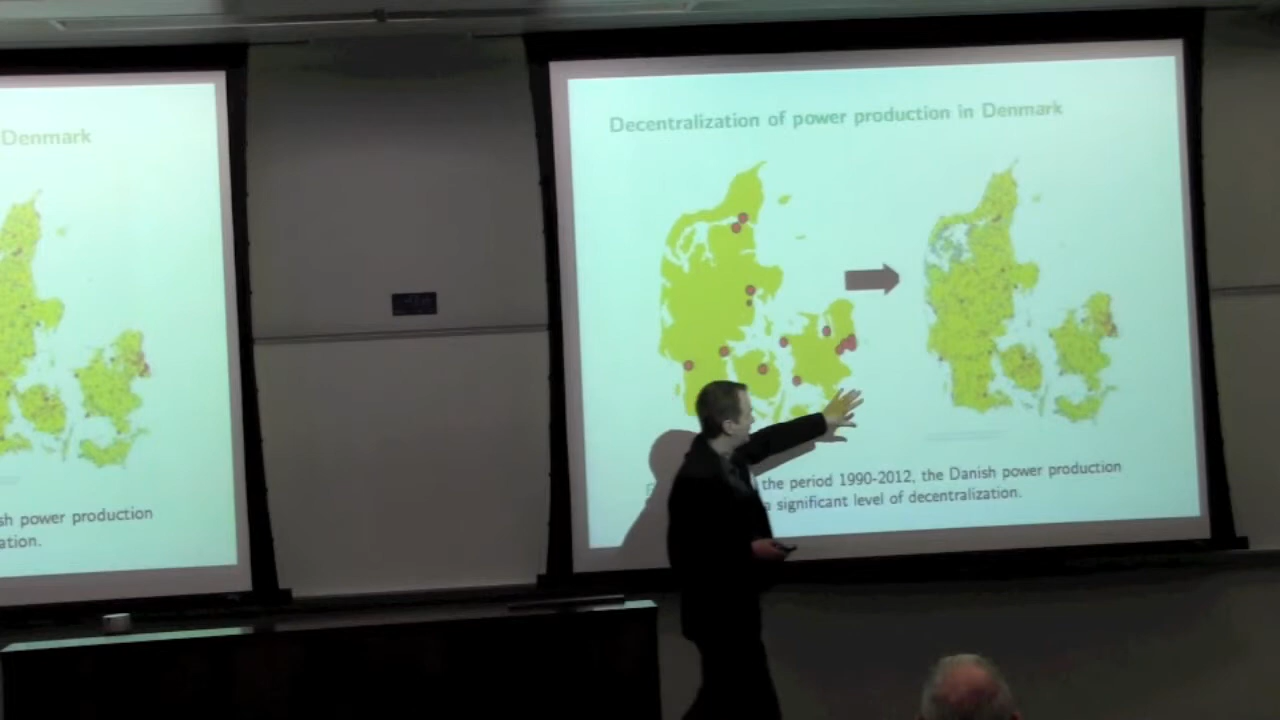 Denmark
sh power production
ation.
Decentralization of power production in Denmark
the period 1990-2012, the Danish power production
a significant level of decentralization.